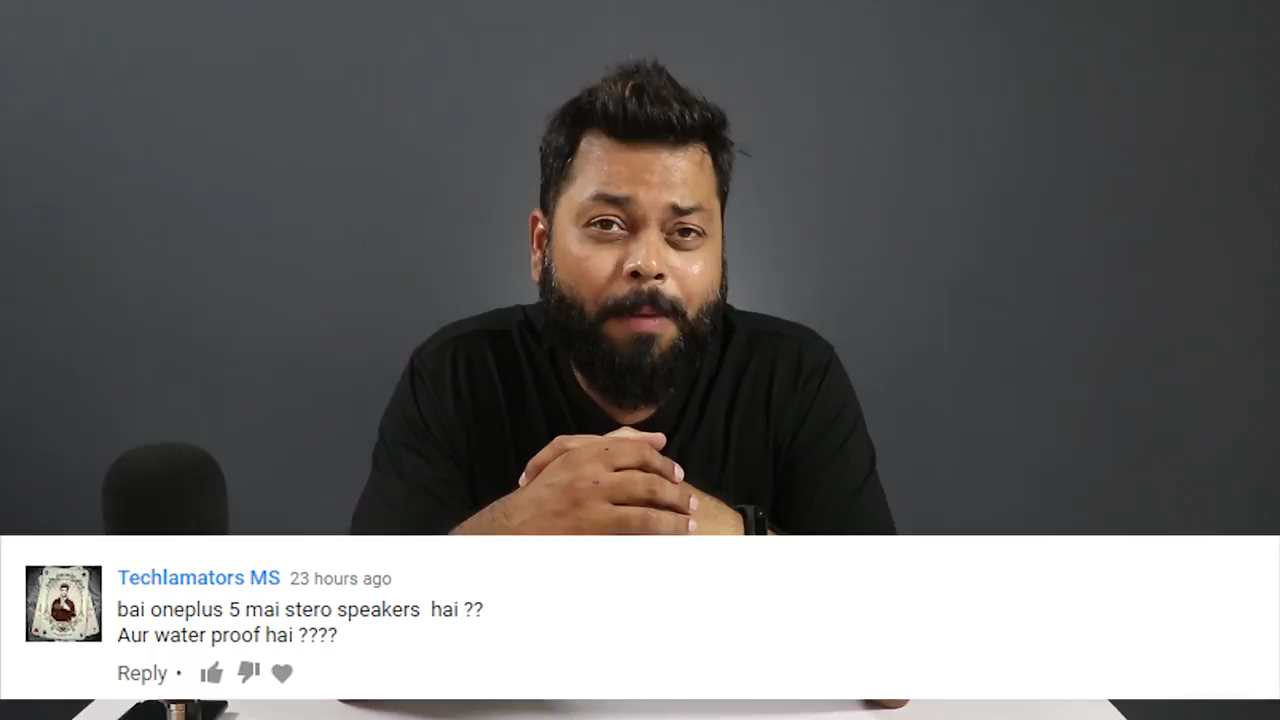 Techlamators MS 23 hours ago
bai oneplus 5 mai stero speakers  hai ??
Aur water proof hai ????
Reply •